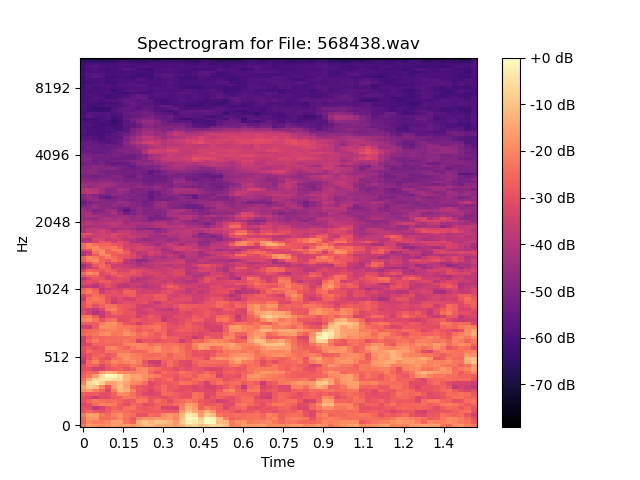 Spectrogram for File: 568438.wav
8192
4096
2048
1024
512
0
Hz
0 0.15 0.3 0.45 0.6 0.75 0.9 1.1 1.2 1.4
Time
+0 dB
-10 dB
-20 dB
-30 dB
-40 dB
-50 dB
-60 dB
-70 dB